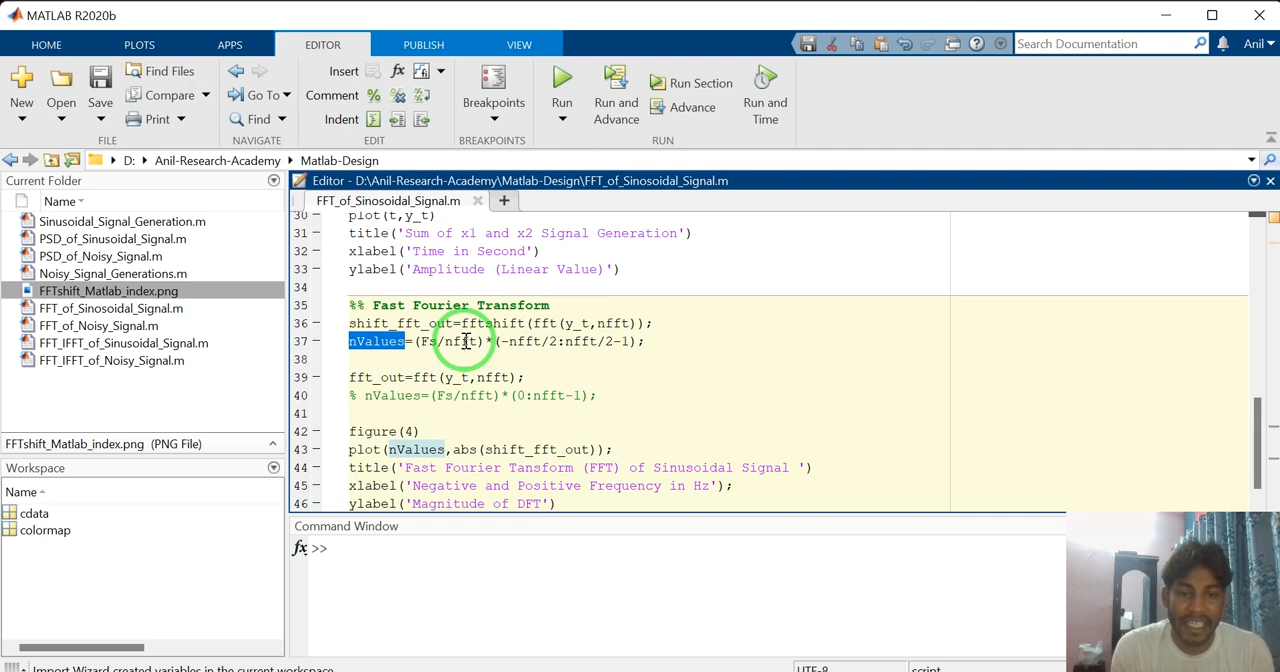 MATLAB R2020b
HOME PLOTS APPS EDITOR PUBLISH VIEW Search Documentation Anil
New Open Save Find Files Compare Print
FILE
Go To Find
NAVIGATE
Insert fx
Comment %
Indent
EDIT
Breakpoints
BREAKPOINTS
Run Run and Advance Run Section Advance Run and Time
RUN
D: Anil-Research-Academy Matlab-Design
Current Folder
Name
Sinusoidal_Signal_Generation.m
PSD_of_Sinusoidal_Signal.m
PSD_of_Noisy_Signal.m
Noisy_Signal_Generations.m
FFTshift_Matlab_index.png
FFT_of_Sinosoidal_Signal.m
FFT_of_Noisy_Signal.m
FFT_IFFT_of_Sinusoidal_Signal.m
FFT_IFFT_of_Noisy_Signal.m
FFTshift_Matlab_index.png (PNG File)
Workspace
Name
cdata
colormap
Editor - D:\Anil-Research-Academy\Matlab-Design\FFT_of_Sinosoidal_Signal.m
FFT_of_Sinosoidal_Signal.m
30 plot(t,y_t)
31 title('Sum of x1 and x2 Signal Generation')
32 xlabel('Time in Second')
33 ylabel('Amplitude (Linear Value)')
34
35 %% Fast Fourier Transform
36 shift_fft_out=fftshift(fft(y_t,nfft));
37 nValues=(Fs/nfft)*(-nfft/2:nfft/2-1);
38
39 fft_out=fft(y_t,nfft);
40 % nValues=(Fs/nfft)*(0:nfft-1);
41
42 figure(4)
43 plot(nValues,abs(shift_fft_out));
44 title('Fast Fourier Tansform (FFT) of Sinusoidal Signal ')
45 xlabel('Negative and Positive Frequency in Hz');
46 ylabel('Magnitude of DFT')
Command Window
fx >>
Import Wizard created variables in the current workspace.
UTF-8 script